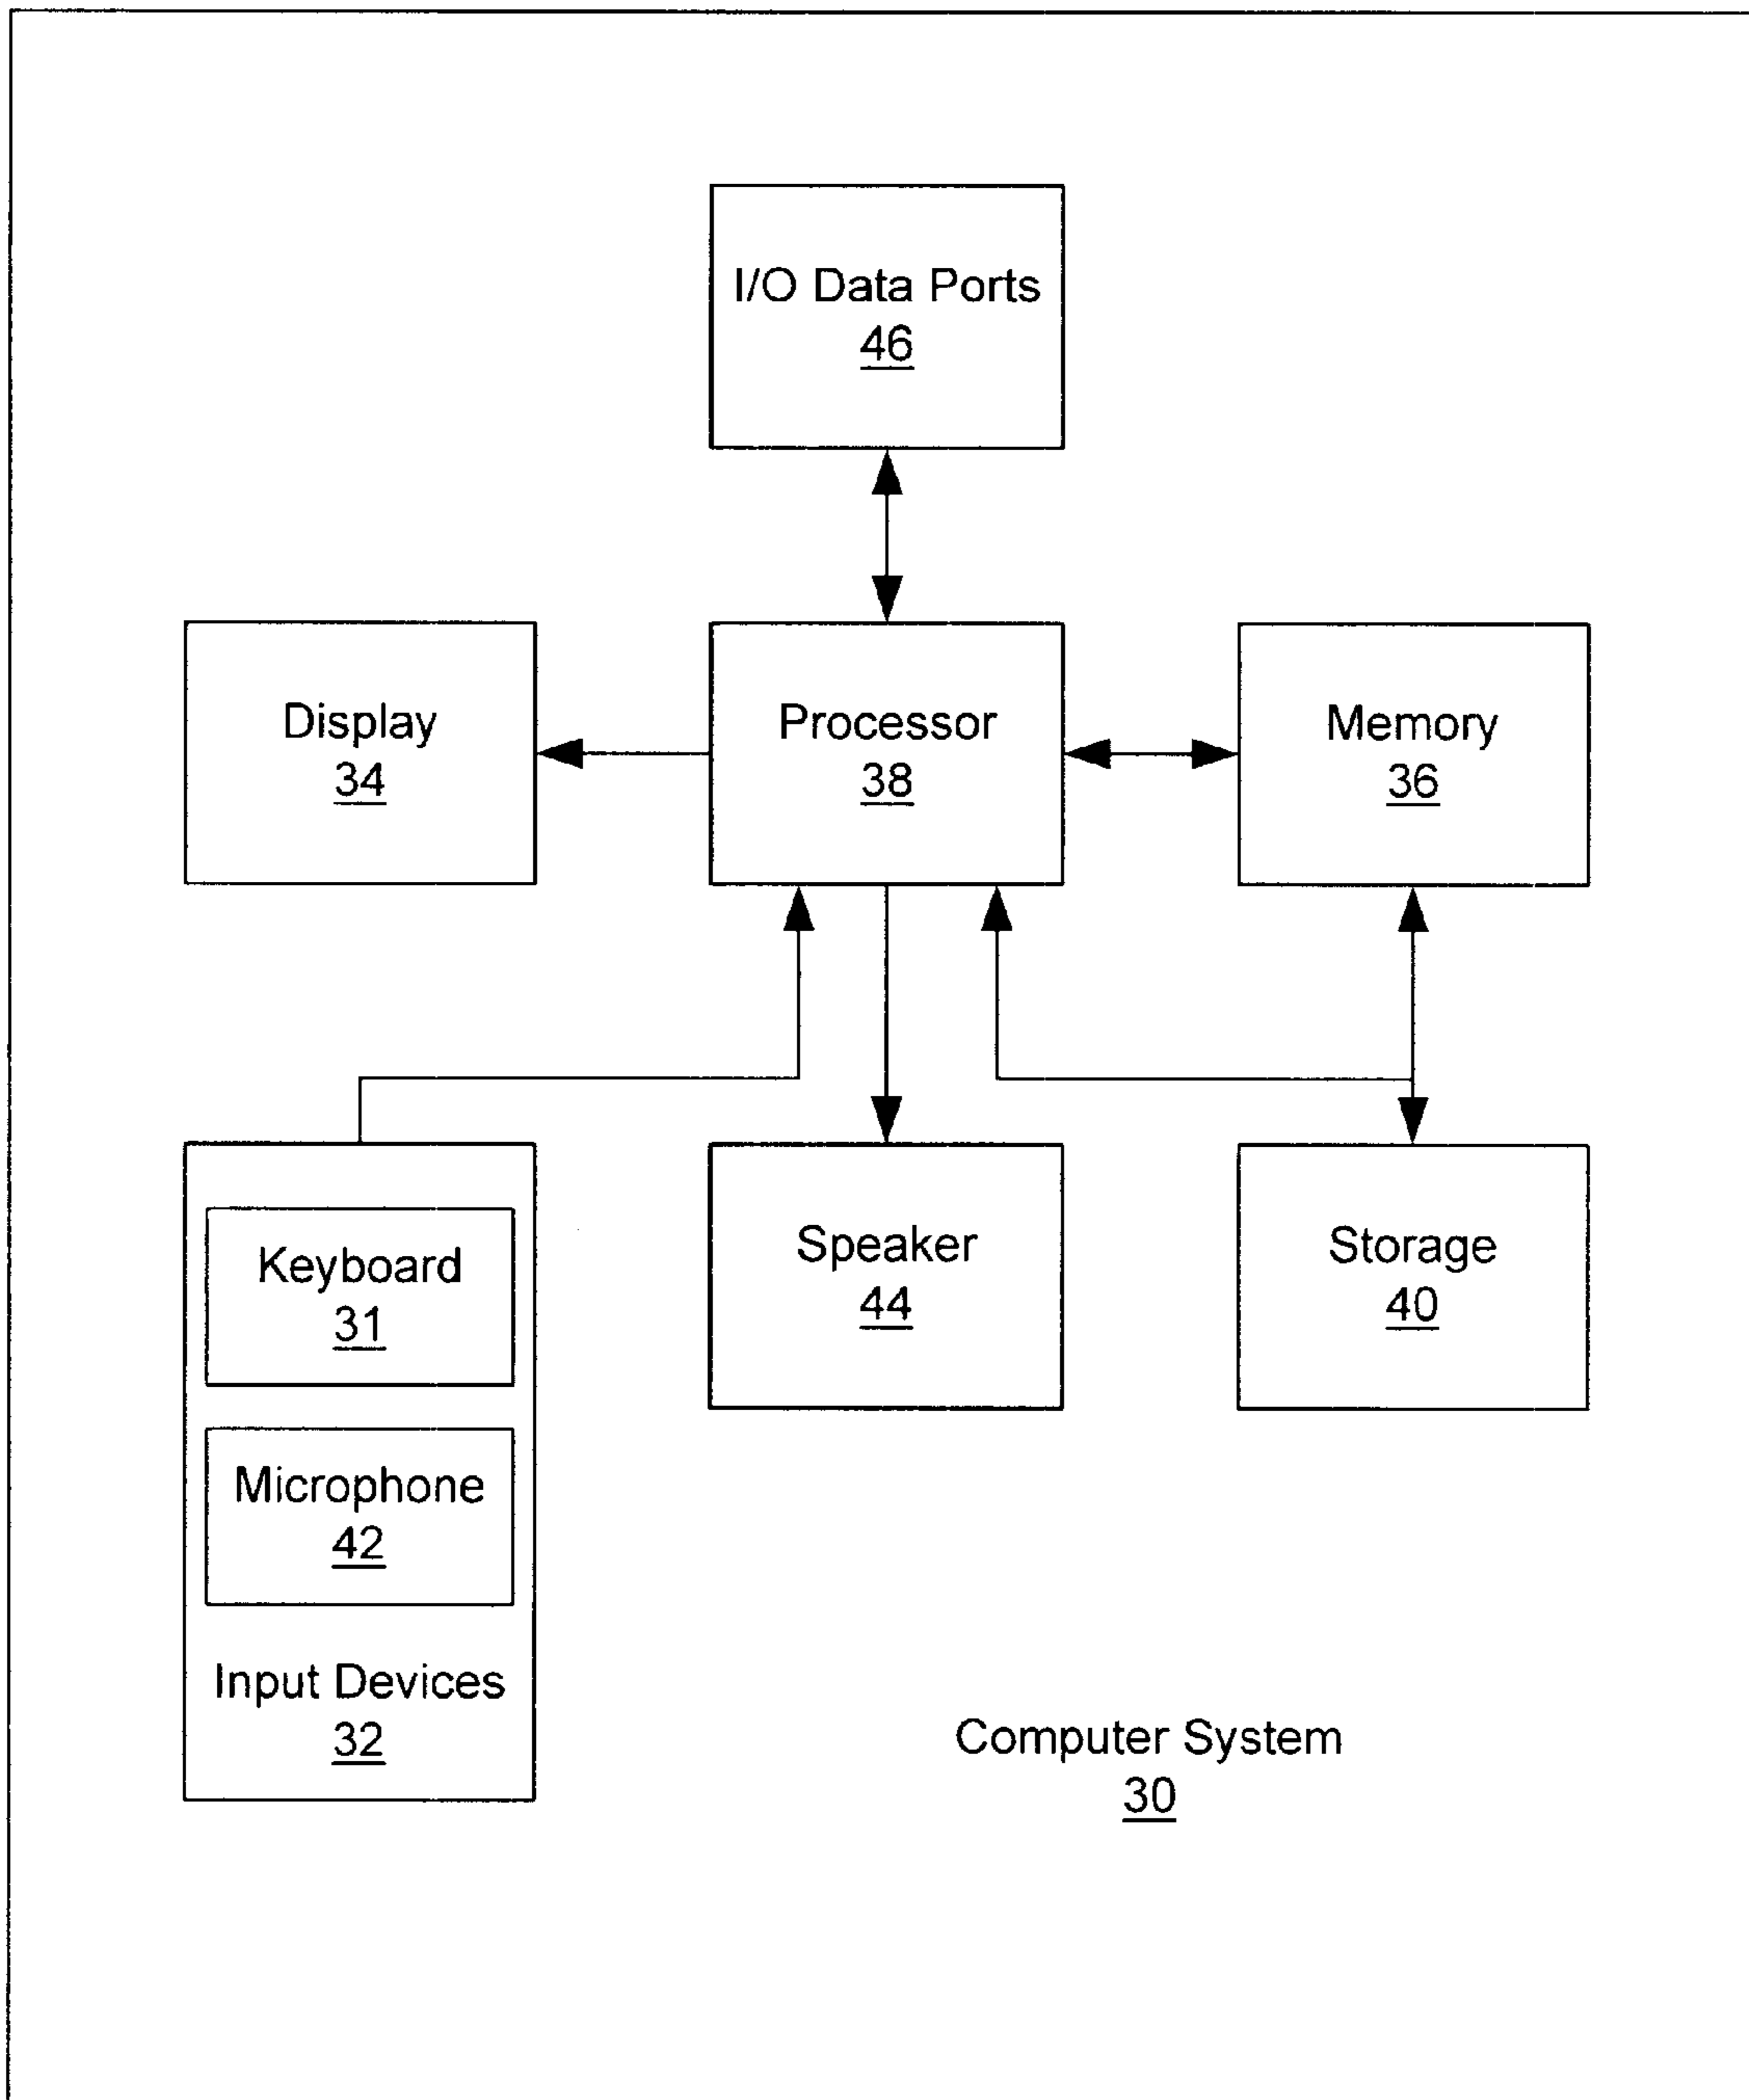 I/O Data Ports
46
Display
34
Processor
38
Memory
36
Keyboard
31
Microphone
42
Input Devices
32
Speaker
44
Storage
40
Computer System
30